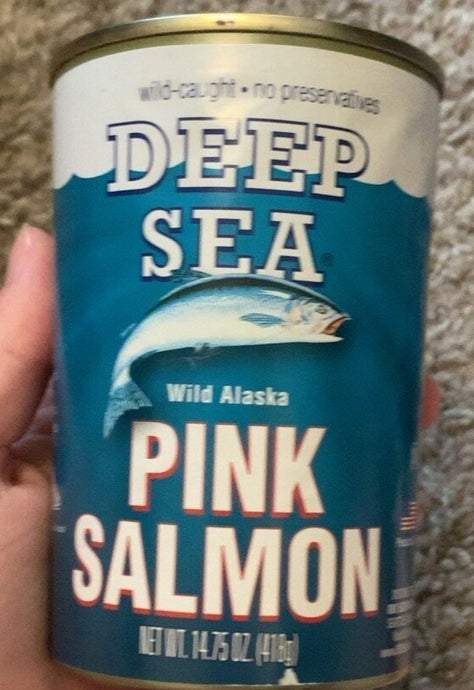 wild-caught • no preservatives
DEEP
SEA®
Wild Alaska
PINK
SALMON
NET WT. 14.75 OZ. (418g)